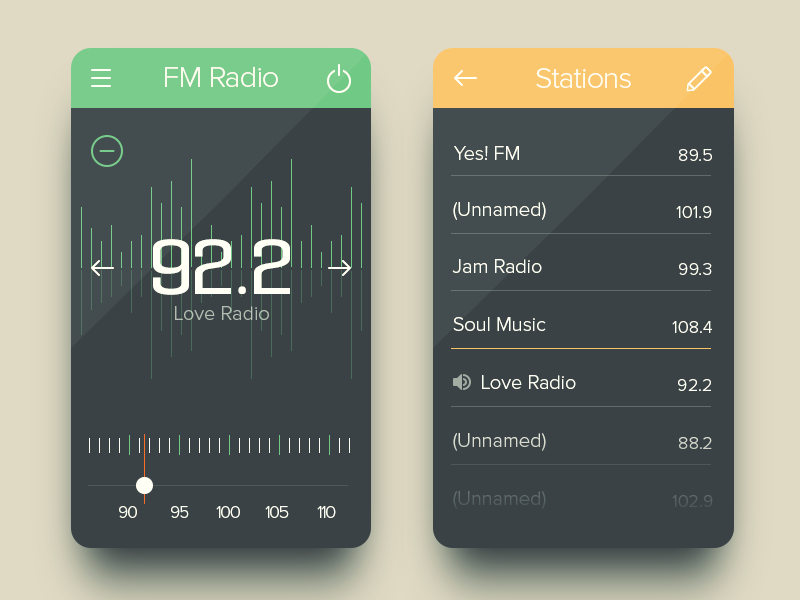 FM Radio
92.2
Love Radio
90 95 100 105 110
Stations
Yes! FM 89.5
(Unnamed) 101.9
Jam Radio 99.3
Soul Music 108.4
Love Radio 92.2
(Unnamed) 88.2
(Unnamed) 102.9